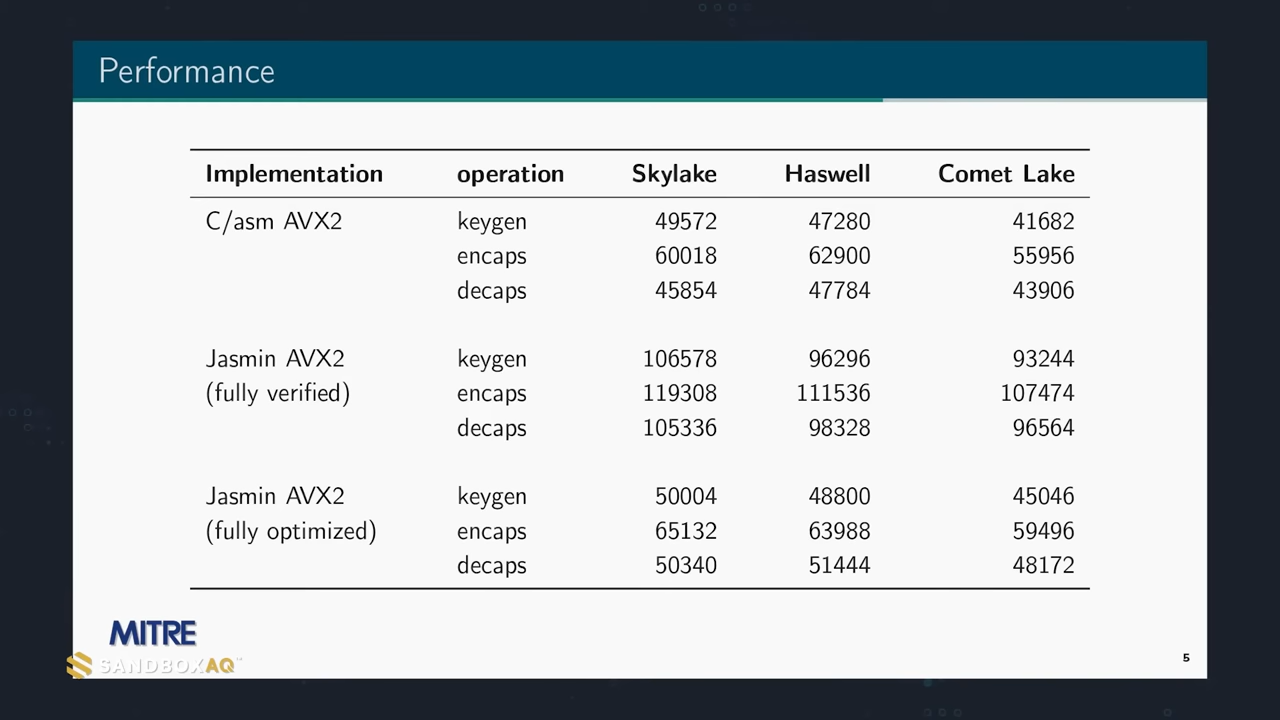 Performance
Implementation operation Skylake Haswell Comet Lake
C/asm AVX2 keygen 49572 47280 41682
encaps 60018 62900 55956
decaps 45854 47784 43906
Jasmin AVX2 keygen 106578 96296 93244
(fully verified) encaps 119308 111536 107474
decaps 105336 98328 96564
Jasmin AVX2 keygen 50004 48800 45046
(fully optimized) encaps 65132 63988 59496
decaps 50340 51444 48172
MITRE
SANDBOXAQ™
5